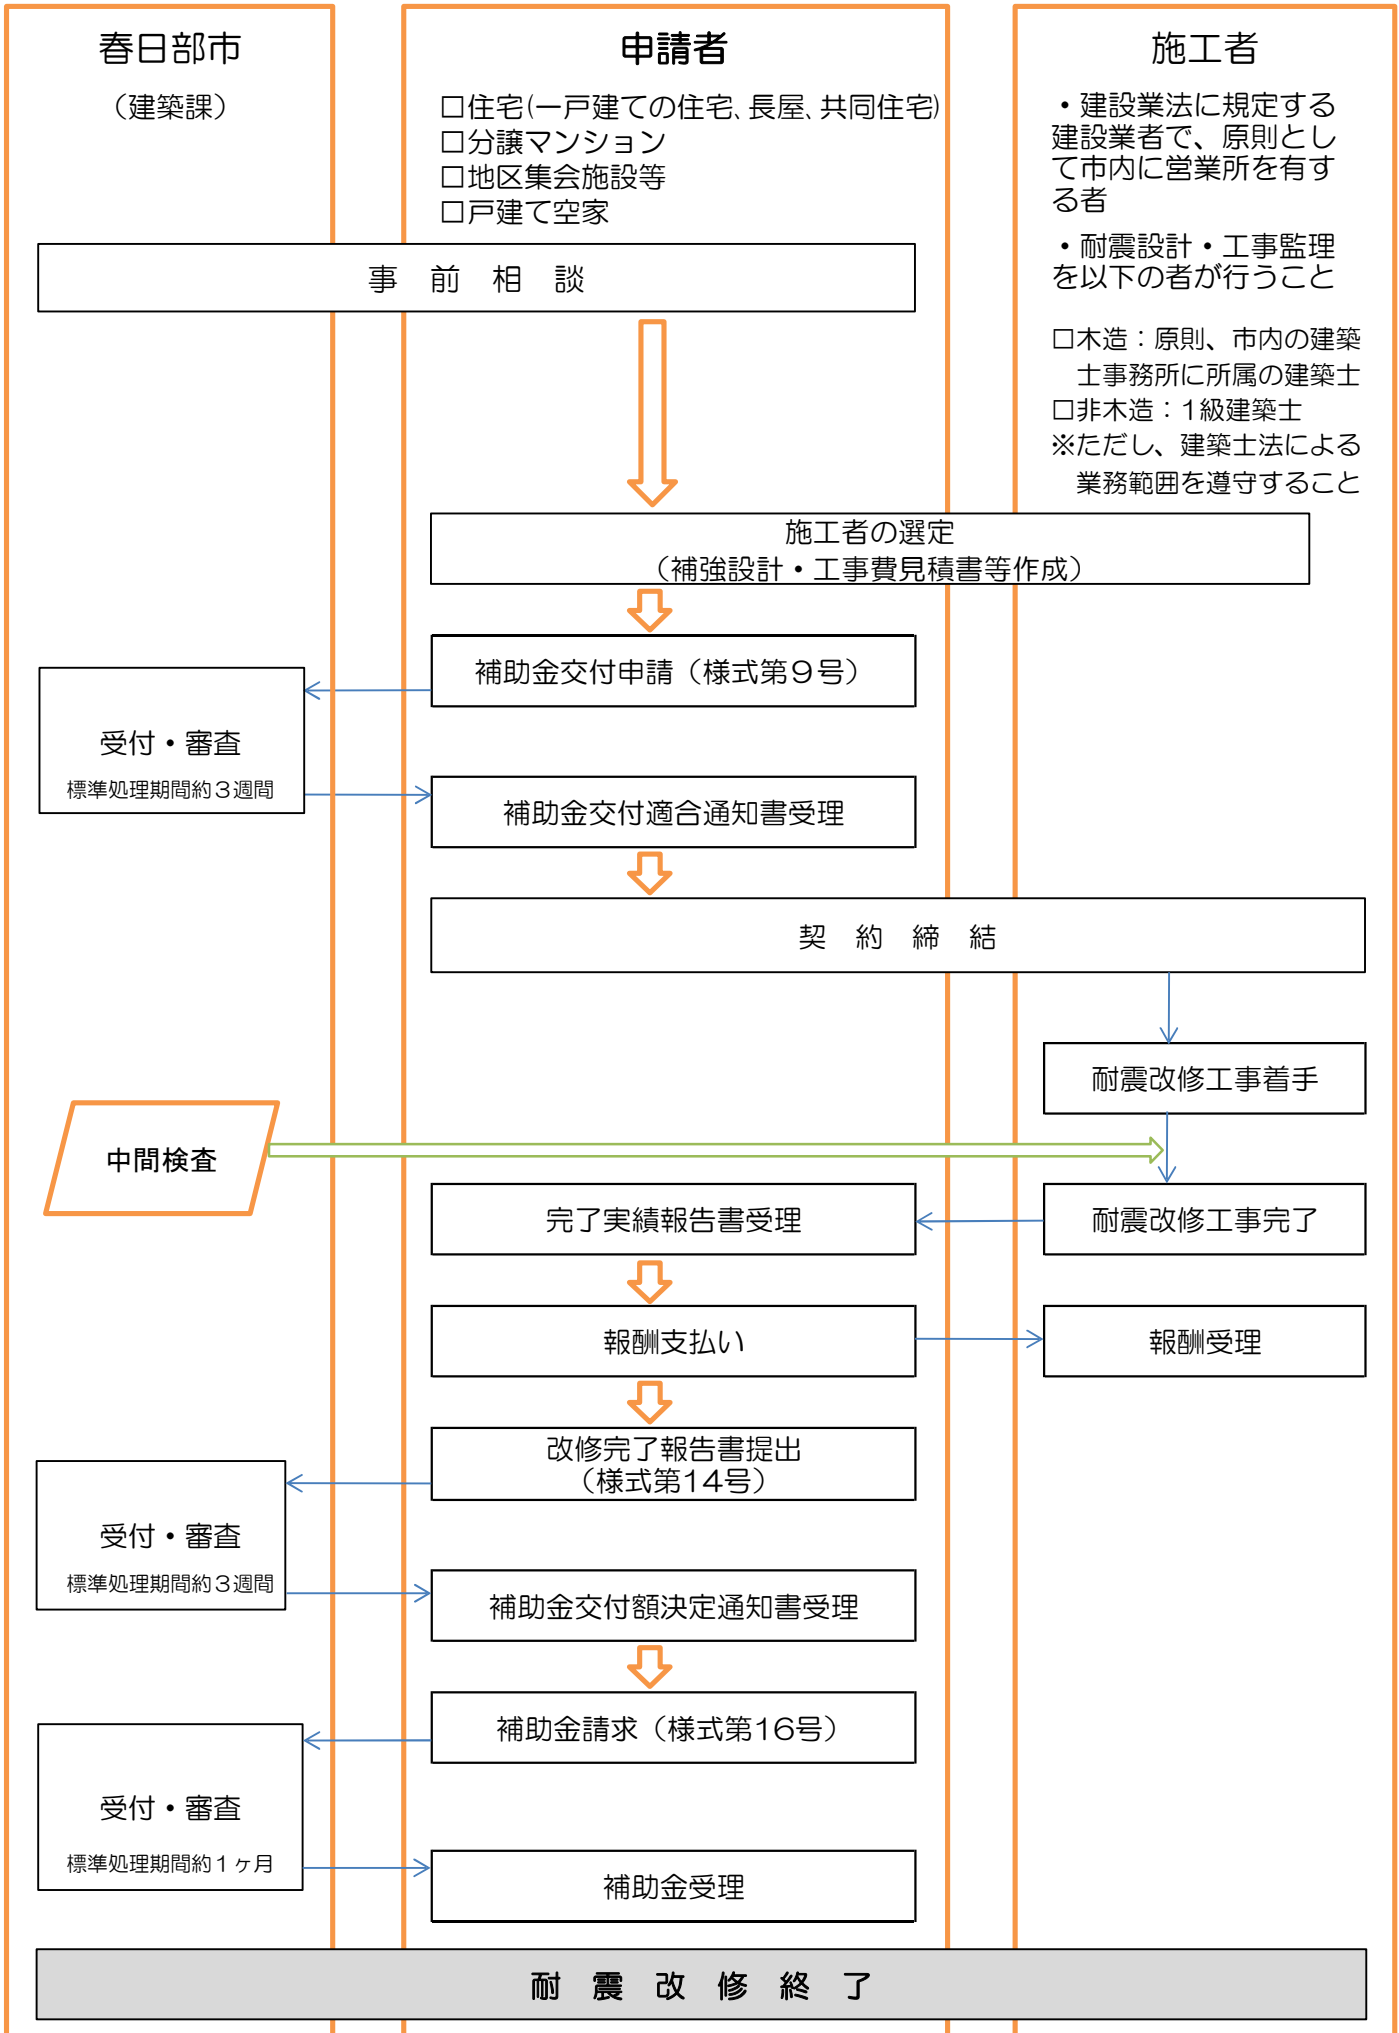 春日部市
（建築課）
申請者
□住宅(一戸建ての住宅、長屋、共同住宅)
□分譲マンション
□地区集会施設等
□戸建て空家
施工者
・建設業法に規定する
建設業者で、原則とし
て市内に営業所を有す
る者
・耐震設計・工事監理
を以下の者が行うこと
□木造：原則、市内の建築
士事務所に所属の建築士
□非木造：1級建築士
※ただし、建築士法による
業務範囲を遵守すること
事　前　相　談
施工者の選定
（補強設計・工事費見積書等作成）
補助金交付申請（様式第９号）
受付・審査
標準処理期間約３週間
補助金交付適合通知書受理
契　約　締　結
耐震改修工事着手
中間検査
完了実績報告書受理
耐震改修工事完了
報酬支払い
報酬受理
改修完了報告書提出
（様式第14号）
受付・審査
標準処理期間約３週間
補助金交付額決定通知書受理
補助金請求（様式第16号）
受付・審査
標準処理期間約１ヶ月
補助金受理
耐　震　改　修　終　了